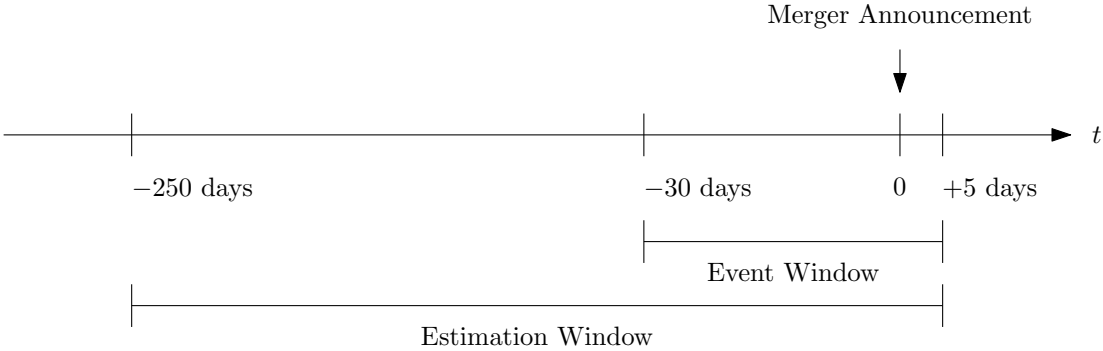 Merger Announcement
t
−250 days
−30 days
0
+5 days
Event Window
Estimation Window